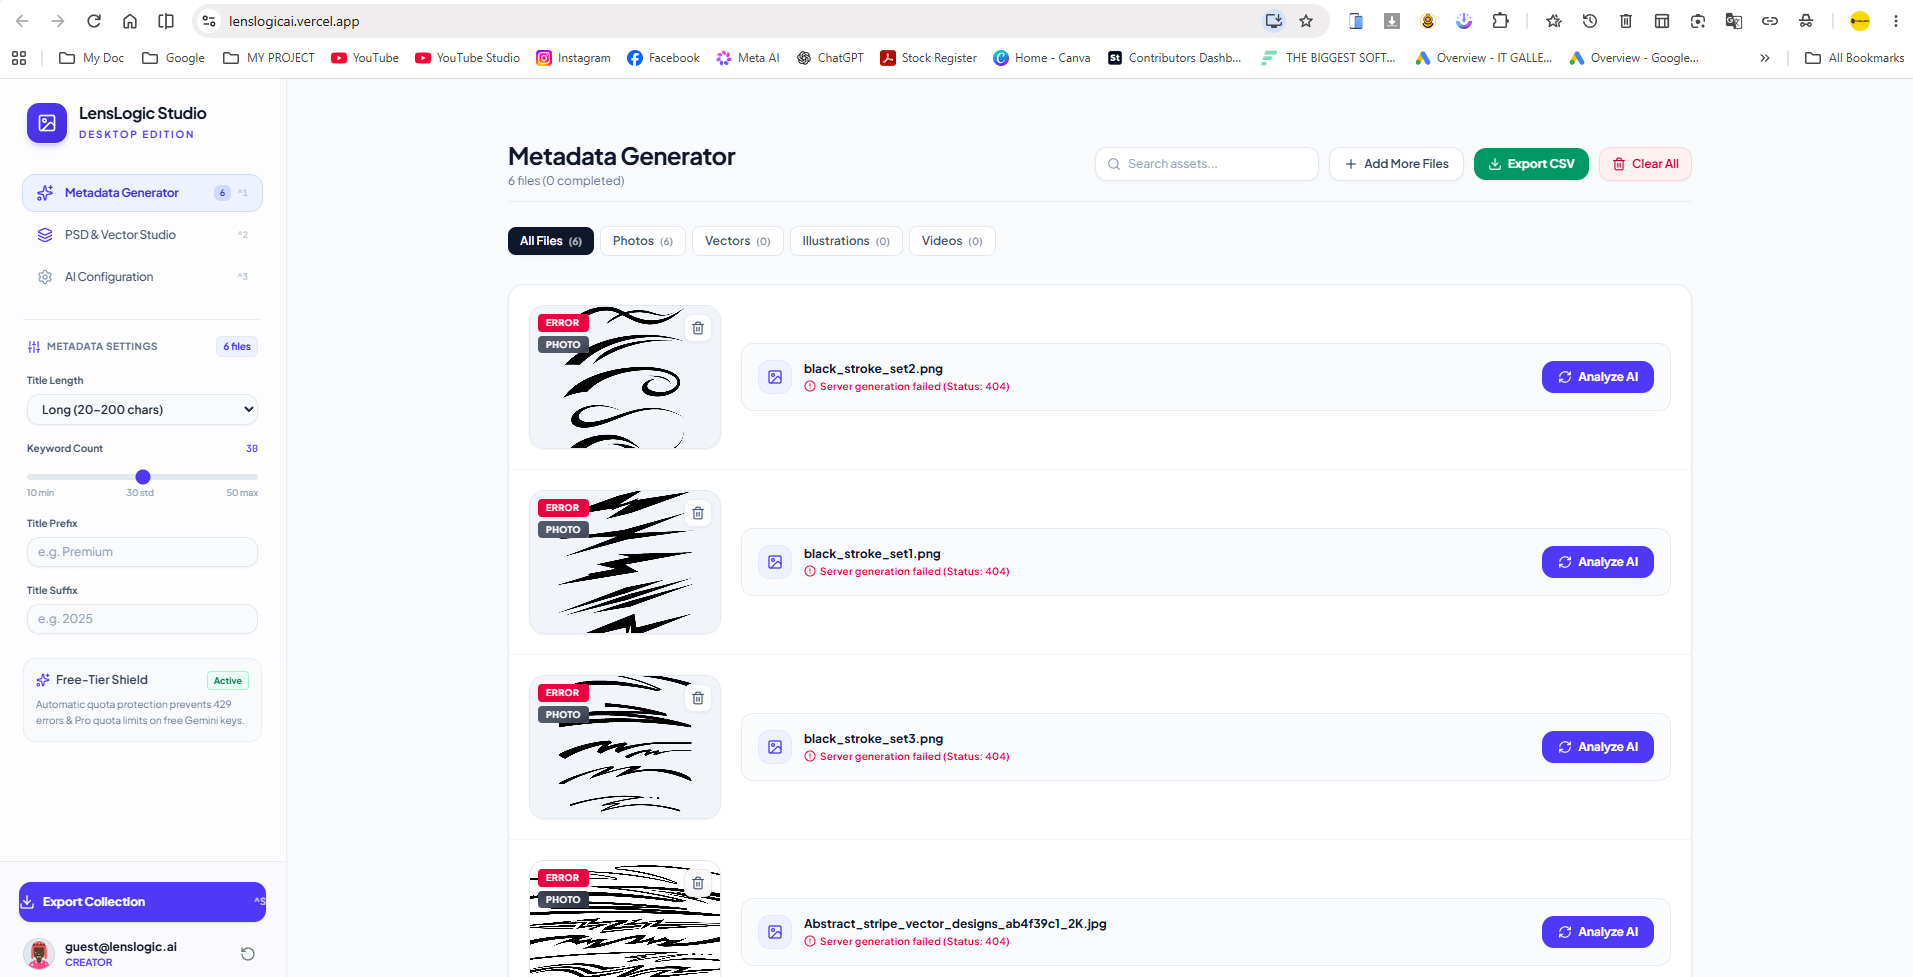 lenslogicai.vercel.app
My Doc
Google
MY PROJECT
YouTube
YouTube Studio
Instagram
Facebook
Meta AI
ChatGPT
Stock Register
Home - Canva
Contributors Dashb...
THE BIGGEST SOFT...
Overview - IT GALLE...
Overview - Google...
»
All Bookmarks
LensLogic Studio
DESKTOP EDITION
Metadata Generator 6 ^1
PSD & Vector Studio ^2
AI Configuration ^3
METADATA SETTINGS 6 files
Title Length
Long (20-200 chars)
Keyword Count 30
10 min 30 std 50 max
Title Prefix
e.g. Premium
Title Suffix
e.g. 2025
Free-Tier Shield Active
Automatic quota protection prevents 429
errors & Pro quota limits on free Gemini keys.
Export Collection ^S
guest@lenslogic.ai
CREATOR
Metadata Generator
6 files (0 completed)
Search assets...
Add More Files
Export CSV
Clear All
All Files (6)
Photos (6)
Vectors (0)
Illustrations (0)
Videos (0)
ERROR
PHOTO
black_stroke_set2.png
Server generation failed (Status: 404)
Analyze AI
ERROR
PHOTO
black_stroke_set1.png
Server generation failed (Status: 404)
Analyze AI
ERROR
PHOTO
black_stroke_set3.png
Server generation failed (Status: 404)
Analyze AI
ERROR
PHOTO
Abstract_stripe_vector_designs_ab4f39c1_2K.jpg
Server generation failed (Status: 404)
Analyze AI